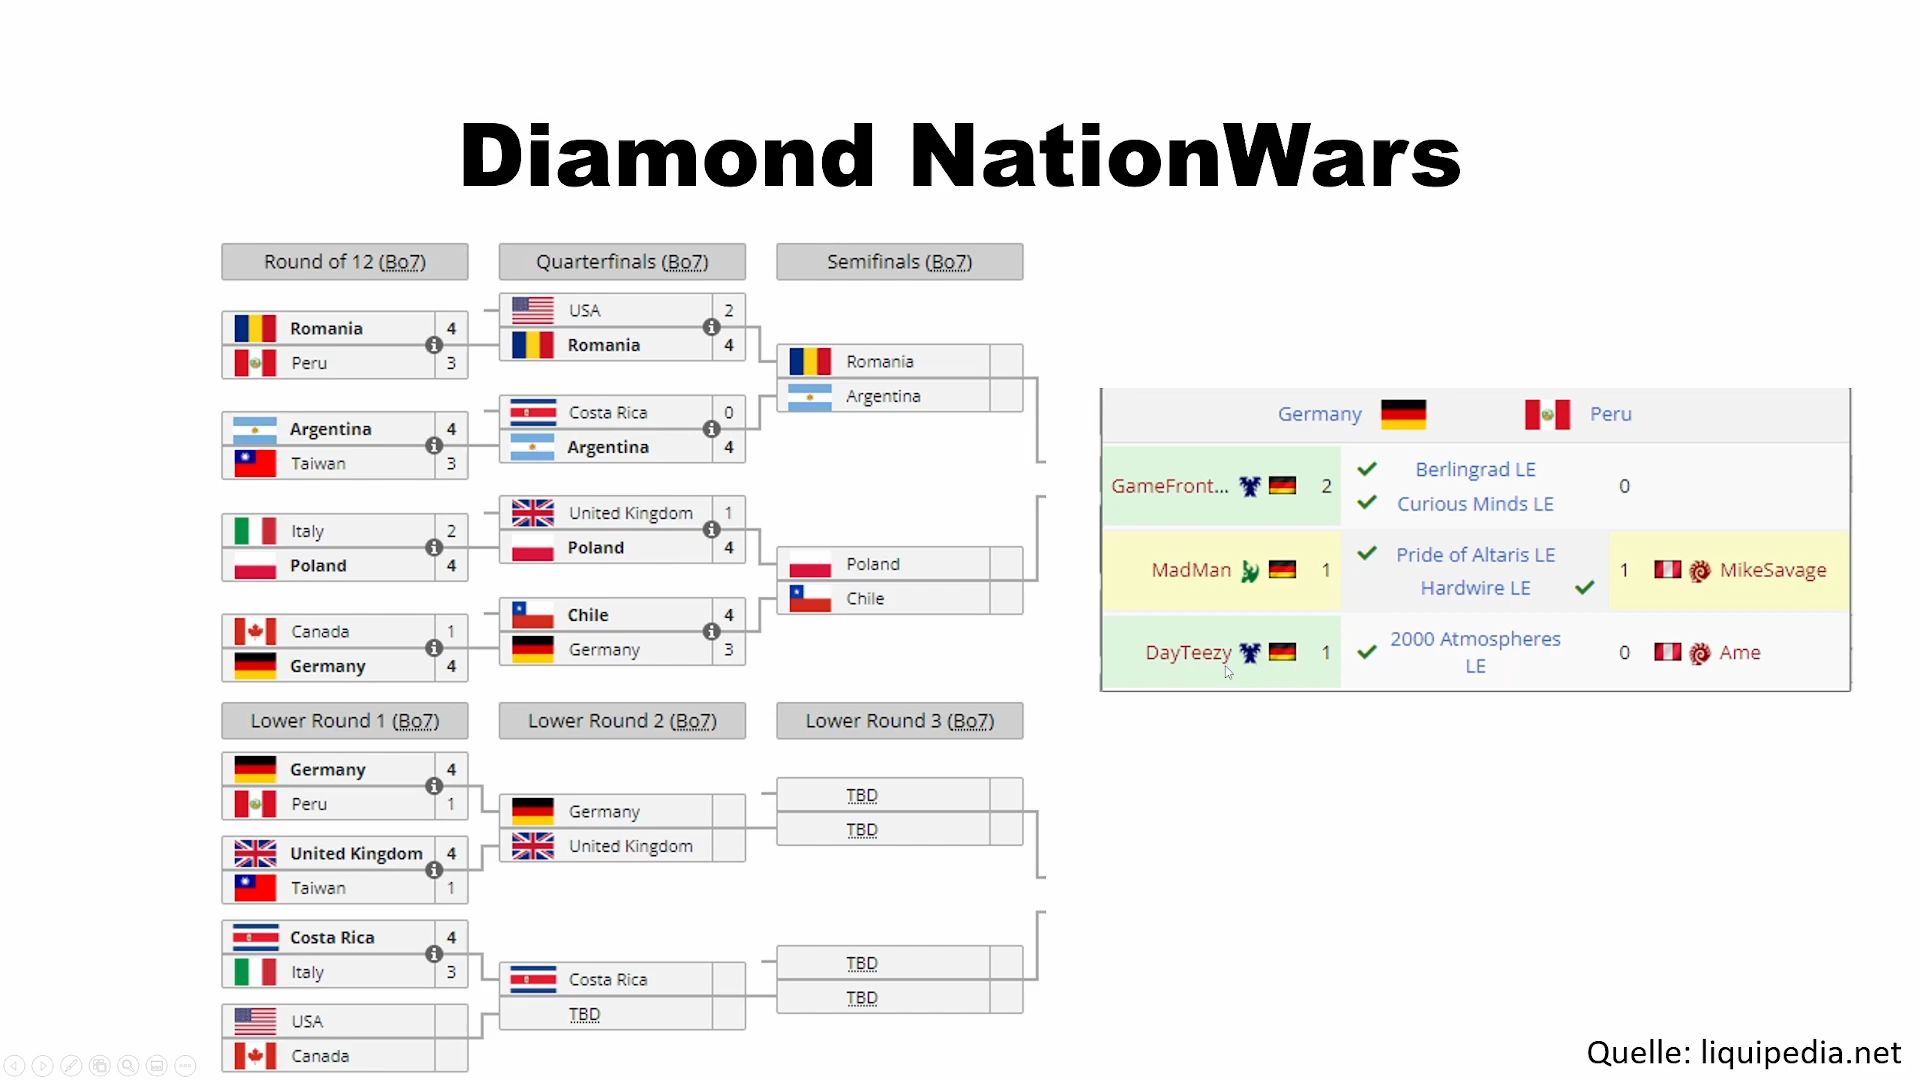 Diamond NationWars
Round of 12 (Bo7)
Romania 4
Peru 3
Argentina 4
Taiwan 3
Italy 2
Poland 4
Canada 1
Germany 4
Quarterfinals (Bo7)
USA 2
Romania 4
Costa Rica 0
Argentina 4
United Kingdom 1
Poland 4
Chile 4
Germany 3
Semifinals (Bo7)
Romania
Argentina
Poland
Chile
Lower Round 1 (Bo7)
Germany 4
Peru 1
United Kingdom 4
Taiwan 1
Costa Rica 4
Italy 3
USA
Canada
Lower Round 2 (Bo7)
Germany
United Kingdom
Costa Rica
TBD
Lower Round 3 (Bo7)
TBD
TBD
TBD
TBD
Germany Peru
GameFront... 2 Berlingrad LE 0
Curious Minds LE
MadMan 1 Pride of Altaris LE 1 MikeSavage
Hardwire LE
DayTeezy 1 2000 Atmospheres 0 Ame
LE
Quelle: liquipedia.net